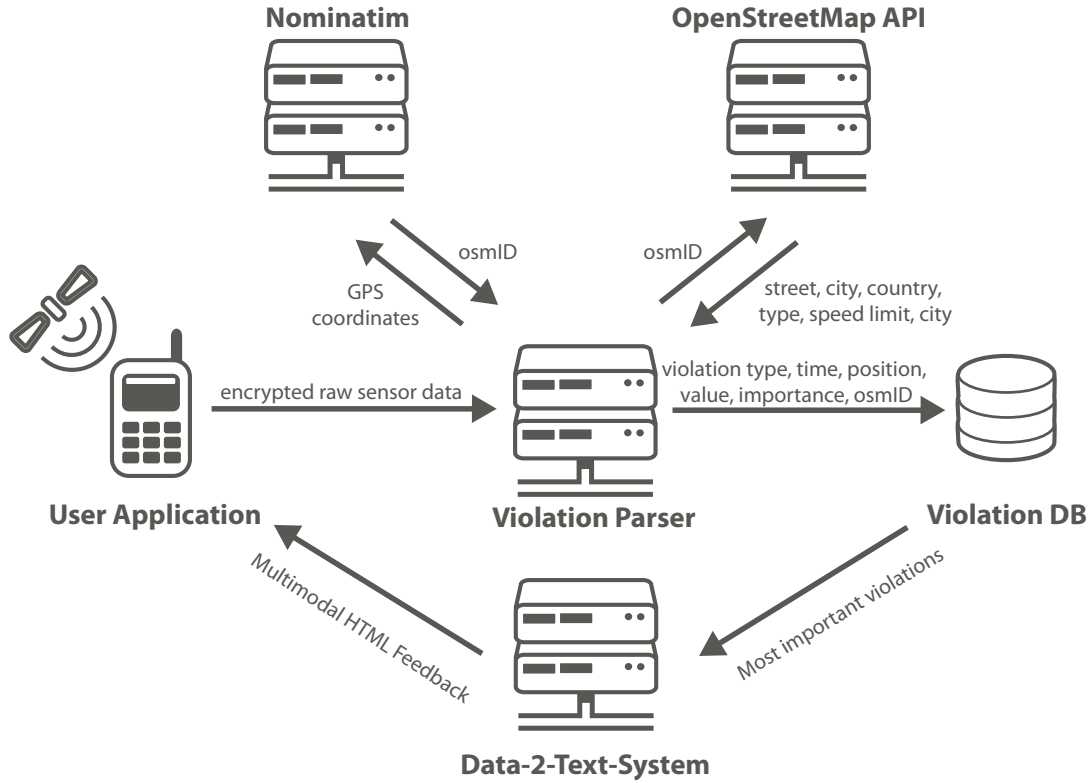 Nominatim
OpenStreetMap API
osmID
GPS
coordinates
osmID
street, city, country,
type, speed limit, city
encrypted raw sensor data
violation type, time, position,
value, importance, osmID
User Application
Violation Parser
Violation DB
Multimodal HTML Feedback
Most important violations
Data-2-Text-System